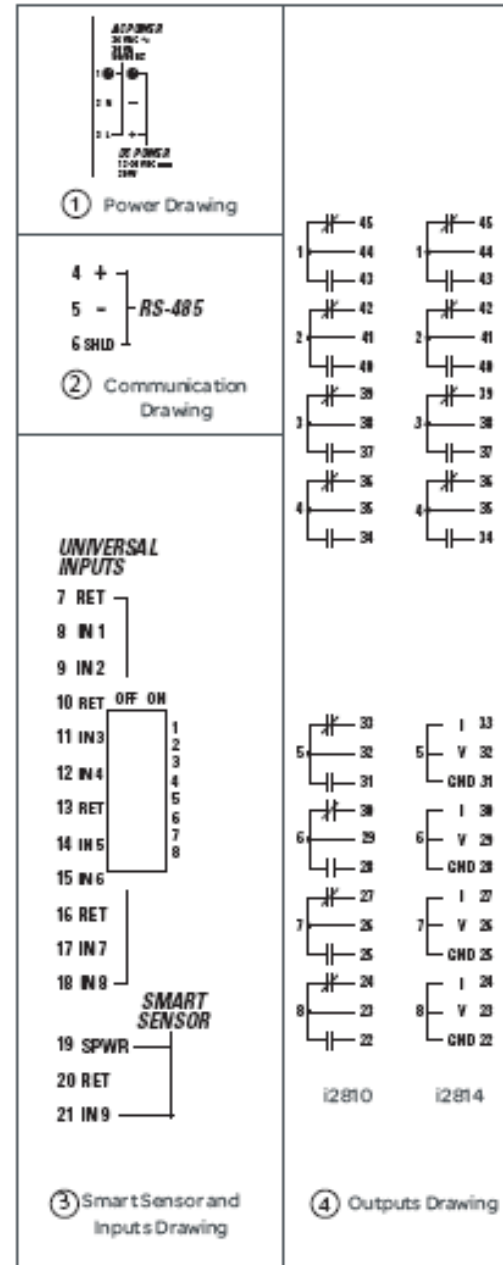 AC POWER
① Power Drawing
4 +
5 - RS-485
6 SHLD
② Communication
Drawing
UNIVERSAL
INPUTS
7 RET
8 IN 1
9 IN 2
10 RET OFF ON
11 IN 3 1
2
3
12 IN 4 4
13 RET 5
6
14 IN 5 7
8
15 IN 6
16 RET
17 IN 7
18 IN 8
SMART
SENSOR
19 SPWR
20 RET
21 IN 9
③ Smart Sensor and
Inputs Drawing
45 45
1 44 1 44
43 43
42 42
2 41 2 41
40 40
39 39
3 38 3 38
37 37
36 36
4 35 4 35
34 34
33 I 33
5 32 5 V 32
31 GND 31
30 I 30
6 29 6 V 29
28 GND 28
27 I 27
7 26 7 V 26
25 GND 25
24 I 24
8 23 8 V 23
22 GND 22
i2810 i2814
④ Outputs Drawing